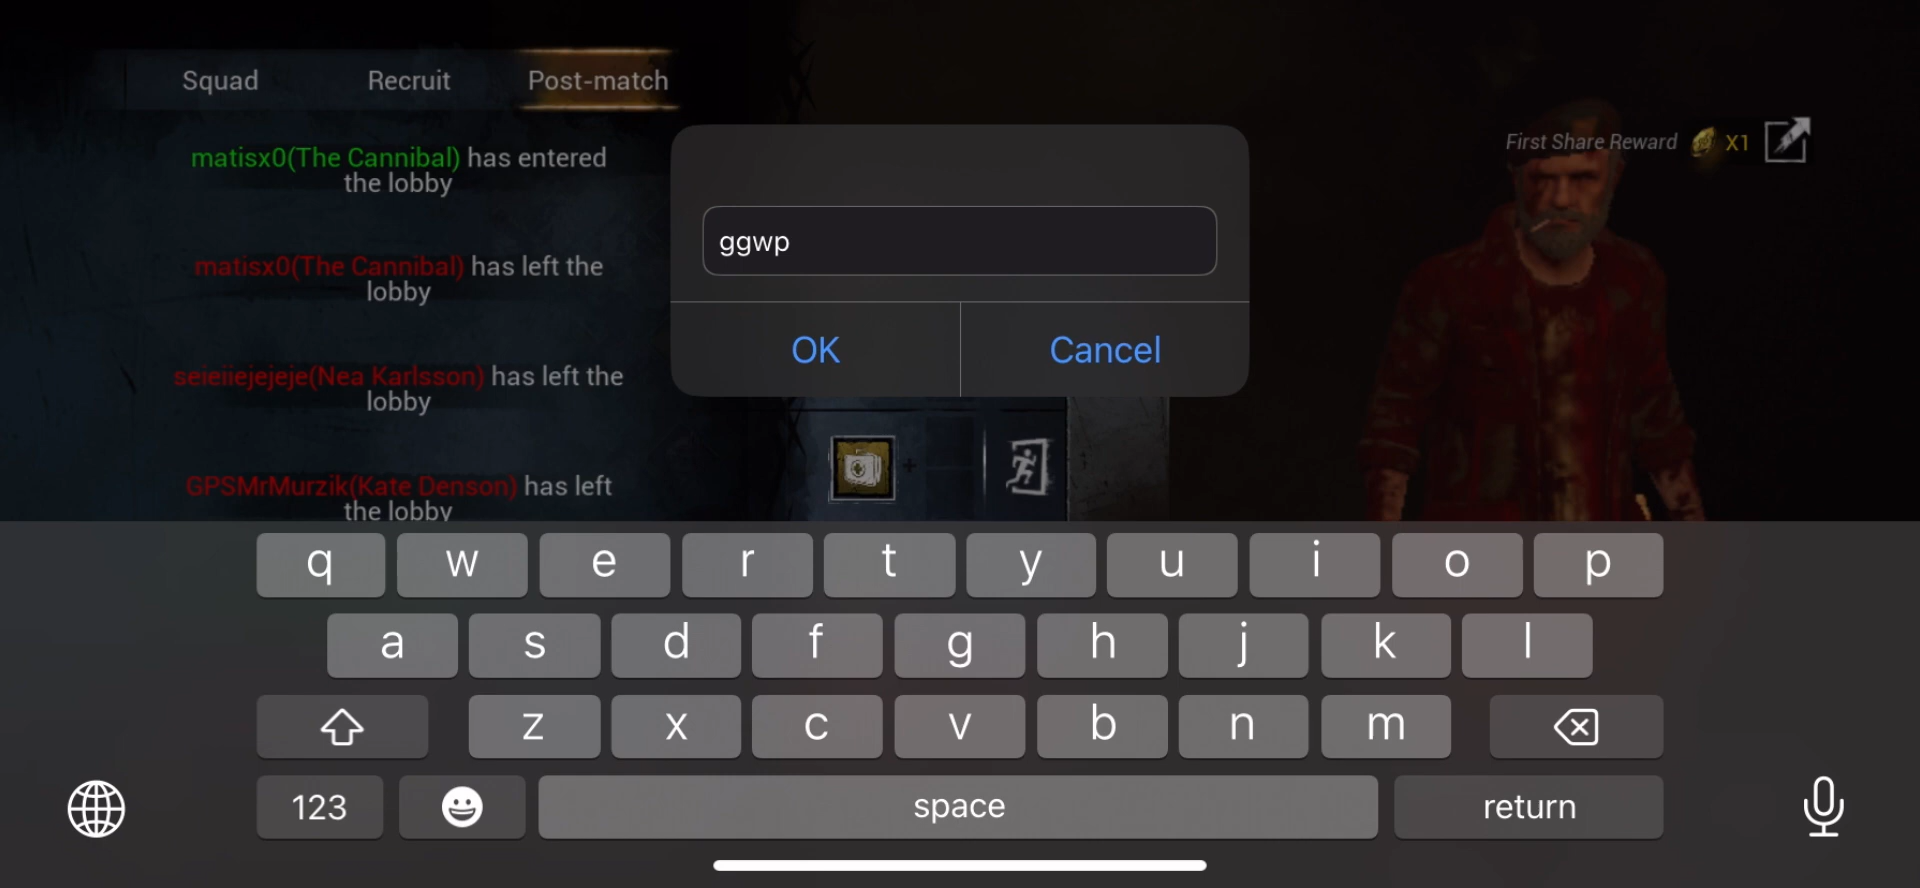 Squad Recruit Post-match
matisx0(The Cannibal) has entered
the lobby
matisx0(The Cannibal) has left the
lobby
seieiiejejeje(Nea Karlsson) has left the
lobby
GPSMrMurzik(Kate Denson) has left
the lobby
ggwp
OK Cancel
First Share Reward X1
q w e r t y u i o p
a s d f g h j k l
z x c v b n m
123 space return